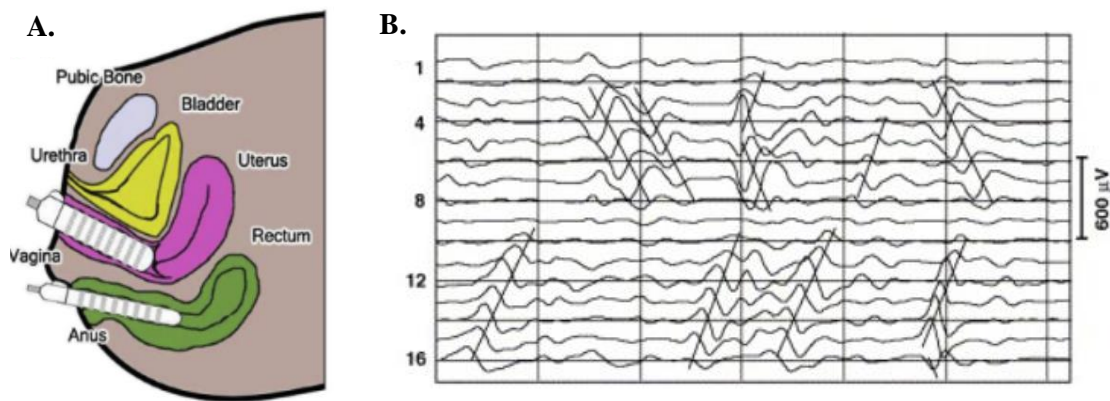 A.
Pubic Bone
Bladder
Urethra
Uterus
Rectum
Vagina
Anus
B.
1
4
8
12
16
600 µV